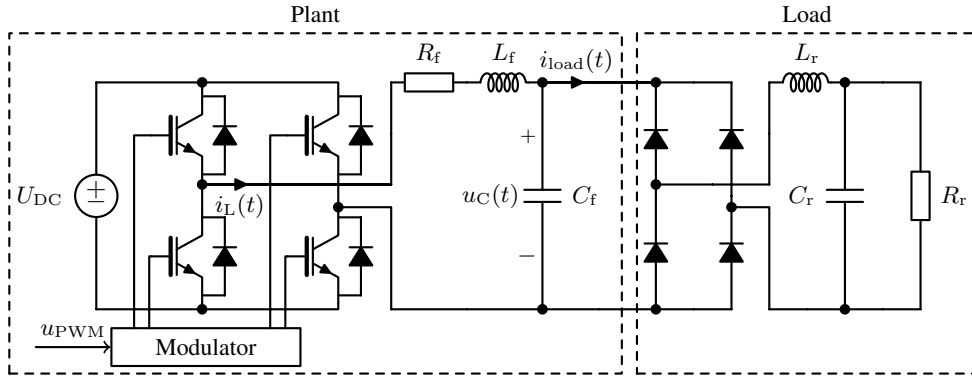 Plant
Load
R_f
L_f
i_load(t)
L_r
U_DC
±
i_L(t)
+
u_C(t)
C_f
−
C_r
R_r
u_PWM
Modulator